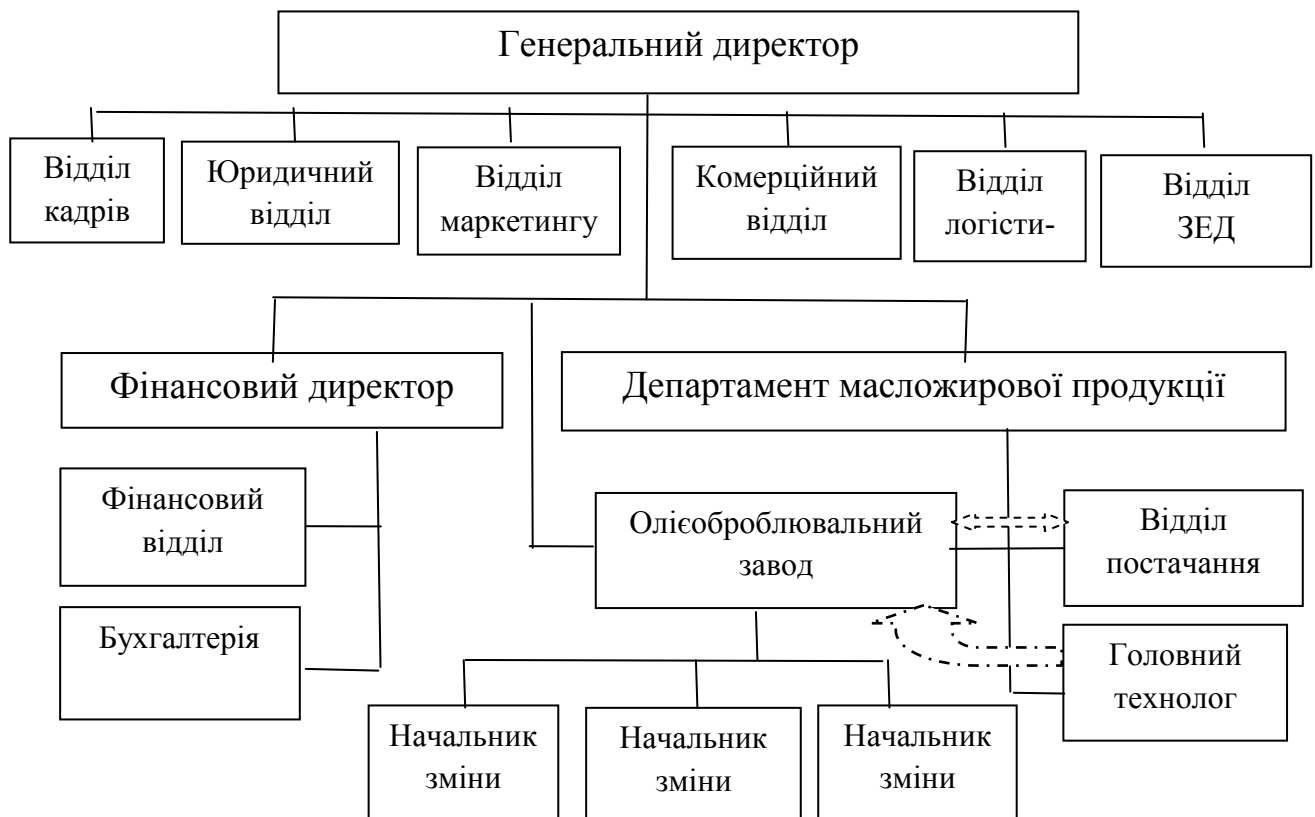 Генеральний директор
Відділ
кадрів
Юридичний
відділ
Відділ
маркетингу
Комерційний
відділ
Відділ
логісти-
Відділ
ЗЕД
Фінансовий директор
Департамент масложирової продукції
Фінансовий
відділ
Олієоброблювальний
завод
Відділ
постачання
Бухгалтерія
Головний
технолог
Начальник
зміни
Начальник
зміни
Начальник
зміни